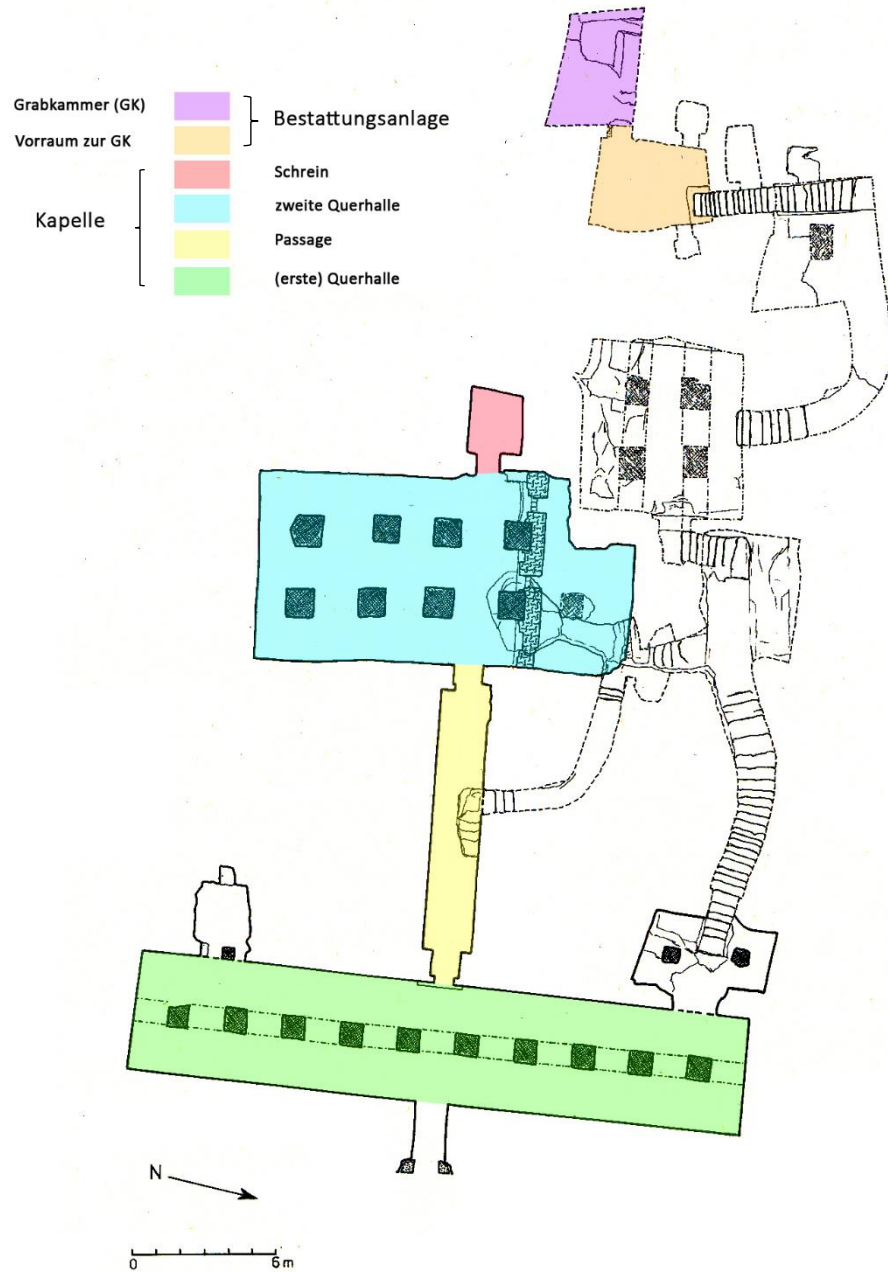 Grabkammer (GK)
Vorraum zur GK
Bestattungsanlage
Kapelle
Schrein
zweite Querhalle
Passage
(erste) Querhalle
N
0 6 m